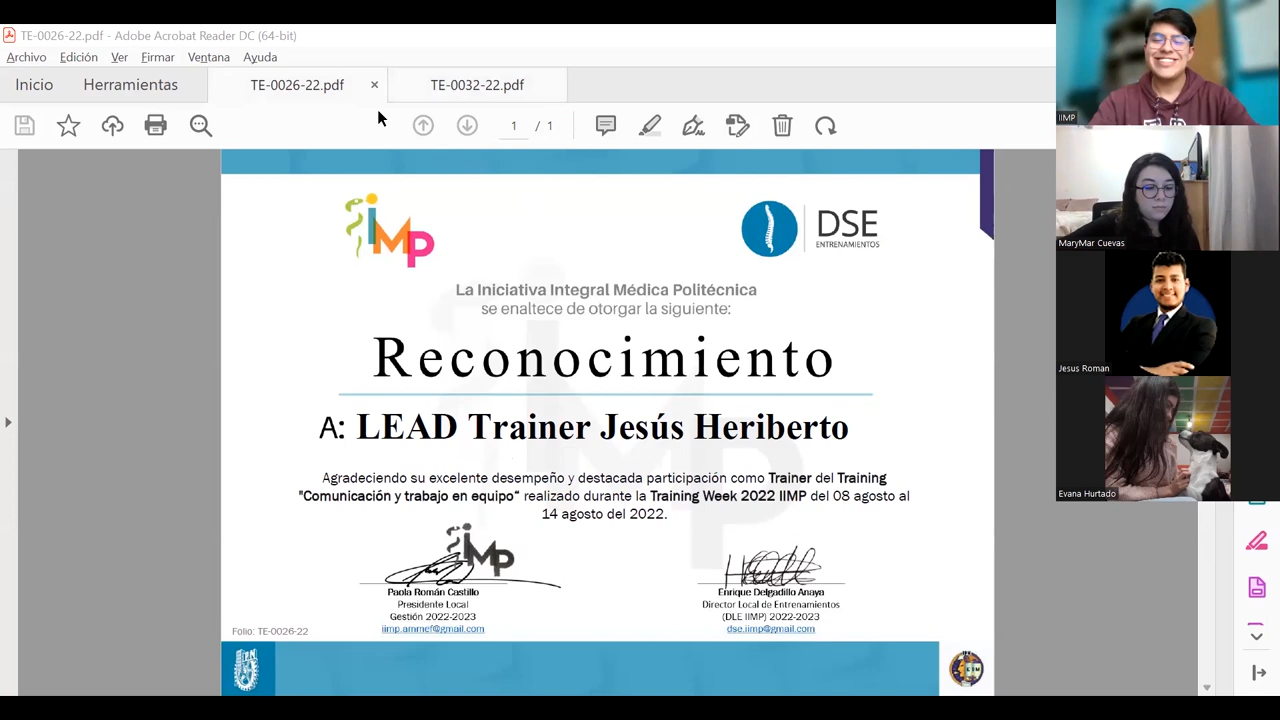 TE-0026-22.pdf - Adobe Acrobat Reader DC (64-bit)
Archivo Edición Ver Firmar Ventana Ayuda
Inicio Herramientas TE-0026-22.pdf × TE-0032-22.pdf
1 / 1
IIMP
MaryMar Cuevas
Jesus Roman
Evana Hurtado
iMP
DSE
ENTRENAMIENTOS
La Iniciativa Integral Médica Politécnica
se enaltece de otorgar la siguiente:
Reconocimiento
A: LEAD Trainer Jesús Heriberto
Agradeciendo su excelente desempeño y destacada participación como Trainer del Training
"Comunicación y trabajo en equipo“ realizado durante la Training Week 2022 IIMP del 08 agosto al
14 agosto del 2022.
iMP
Paola Román Castillo
Presidente Local
Gestión 2022-2023
iimp.ammef@gmail.com
Enrique Delgadillo Anaya
Director Local de Entrenamientos
(DLE IIMP) 2022-2023
dse.iimp@gmail.com
Folio: TE-0026-22